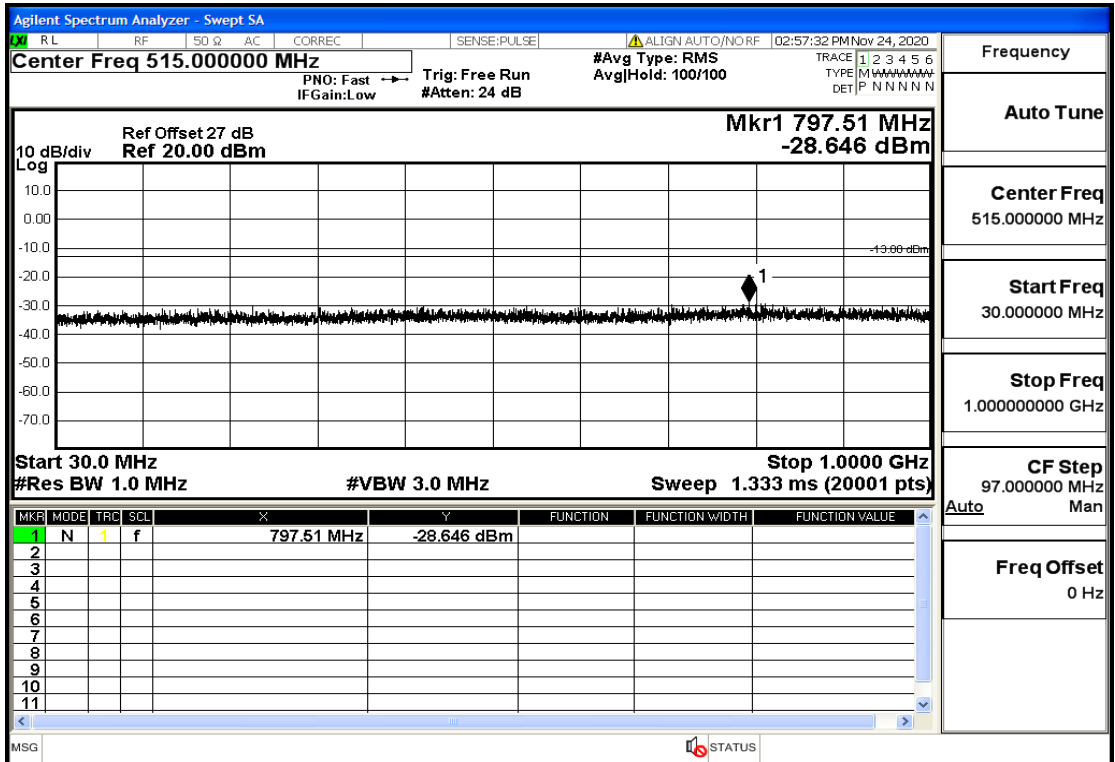 Agilent Spectrum Analyzer - Swept SA
LXI RL RF 50 Ω AC CORREC SENSE:PULSE ALIGN AUTO/NO RF 02:57:32 PM Nov 24, 2020
Center Freq 515.000000 MHz
PNO: Fast
IFGain:Low
Trig: Free Run
#Atten: 24 dB
#Avg Type: RMS
Avg|Hold: 100/100
TRACE 1 2 3 4 5 6
TYPE M WWWWW
DET P N N N N N
Ref Offset 27 dB
Ref 20.00 dBm
10 dB/div
Log
Mkr1 797.51 MHz
-28.646 dBm
10.0
0.00
-10.0
-13.00 dBm
-20.0
1
-30.0
-40.0
-50.0
-60.0
-70.0
Start 30.0 MHz
Stop 1.0000 GHz
#Res BW 1.0 MHz
#VBW 3.0 MHz
Sweep 1.333 ms (20001 pts)
MKR MODE TRC SCL X Y FUNCTION FUNCTION WIDTH FUNCTION VALUE
1 N 1 f 797.51 MHz -28.646 dBm
2
3
4
5
6
7
8
9
10
11
MSG
STATUS
Frequency
Auto Tune
Center Freq
515.000000 MHz
Start Freq
30.000000 MHz
Stop Freq
1.000000000 GHz
CF Step
97.000000 MHz
Auto Man
Freq Offset
0 Hz